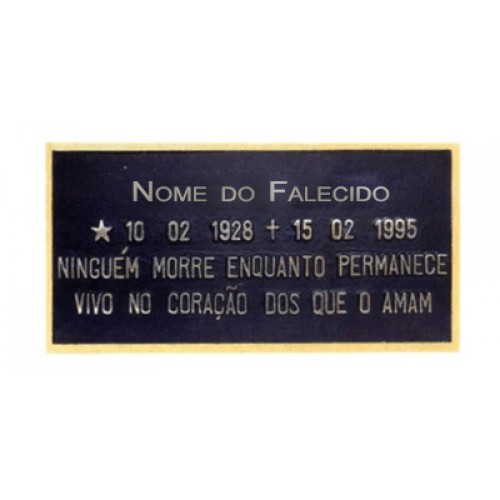 Nome do Falecido
★ 10 02 1928 + 15 02 1995
NINGUÉM MORRE ENQUANTO PERMANECE
VIVO NO CORAÇÃO DOS QUE O AMAM